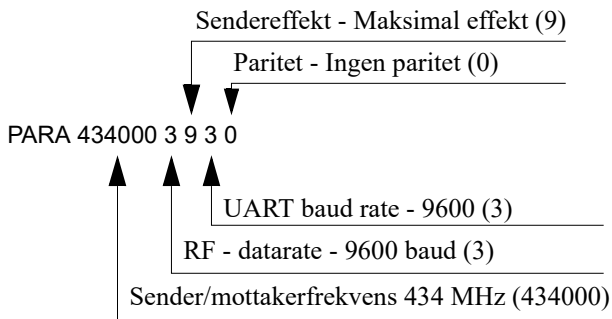 Sendereffekt - Maksimal effekt (9)
Paritet - Ingen paritet (0)
PARA 434000 3 9 3 0
UART baud rate - 9600 (3)
RF - datarate - 9600 baud (3)
Sender/mottakerfrekvens 434 MHz (434000)